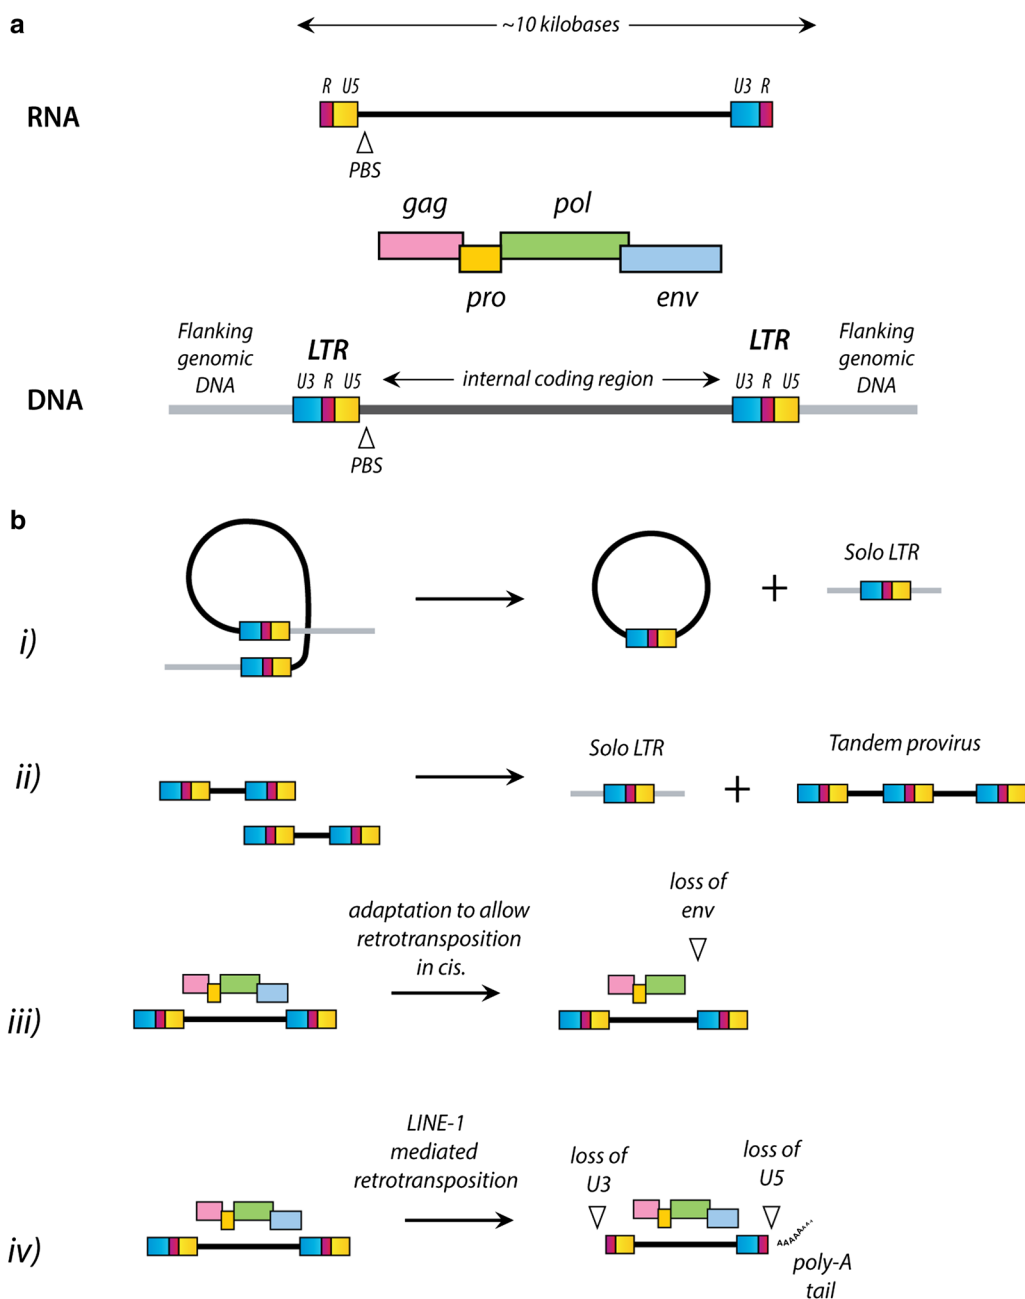 a
~10 kilobases
R U5
U3 R
RNA
PBS
gag
pol
pro
env
Flanking
genomic
DNA
LTR
U3 R U5
internal coding region
LTR
U3 R U5
Flanking
genomic
DNA
DNA
PBS
b
i)
+
Solo LTR
ii)
Solo LTR
+
Tandem provirus
iii)
adaptation to allow
retrotransposition
in cis.
loss of
env
iv)
LINE-1
mediated
retrotransposition
loss of
U3
loss of
U5
AAAAAAAA
poly-A
tail